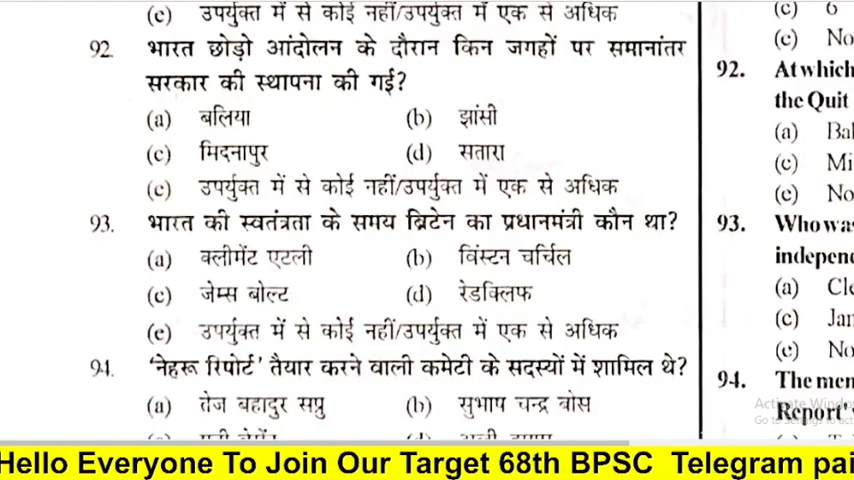 (e) उपर्युक्त में से कोई नहीं/उपर्युक्त में एक से अधिक
92. भारत छोड़ो आंदोलन के दौरान किन जगहों पर समानांतर
सरकार की स्थापना की गई?
(a) बलिया (b) झांसी
(c) मिदनापुर (d) सतारा
(e) उपर्युक्त में से कोई नहीं/उपर्युक्त में एक से अधिक
93. भारत की स्वतंत्रता के समय ब्रिटेन का प्रधानमंत्री कौन था?
(a) क्लीमेंट एटली (b) विंस्टन चर्चिल
(c) जेम्स बोल्ट (d) रेडक्लिफ
(e) उपर्युक्त में से कोई नहीं/उपर्युक्त में एक से अधिक
94. 'नेहरू रिपोर्ट' तैयार करने वाली कमेटी के सदस्यों में शामिल थे?
(a) तेज बहादुर सप्रु (b) सुभाष चन्द्र बोस
(c) 6
(e) No
92. At which
the Quit
(a) Bal
(c) Mi
(e) No
93. Who was
independ
(a) Cle
(c) Jan
(e) No
94. The men
Report'
Activate Window
Go to Settings to act
Hello Everyone To Join Our Target 68th BPSC Telegram pai